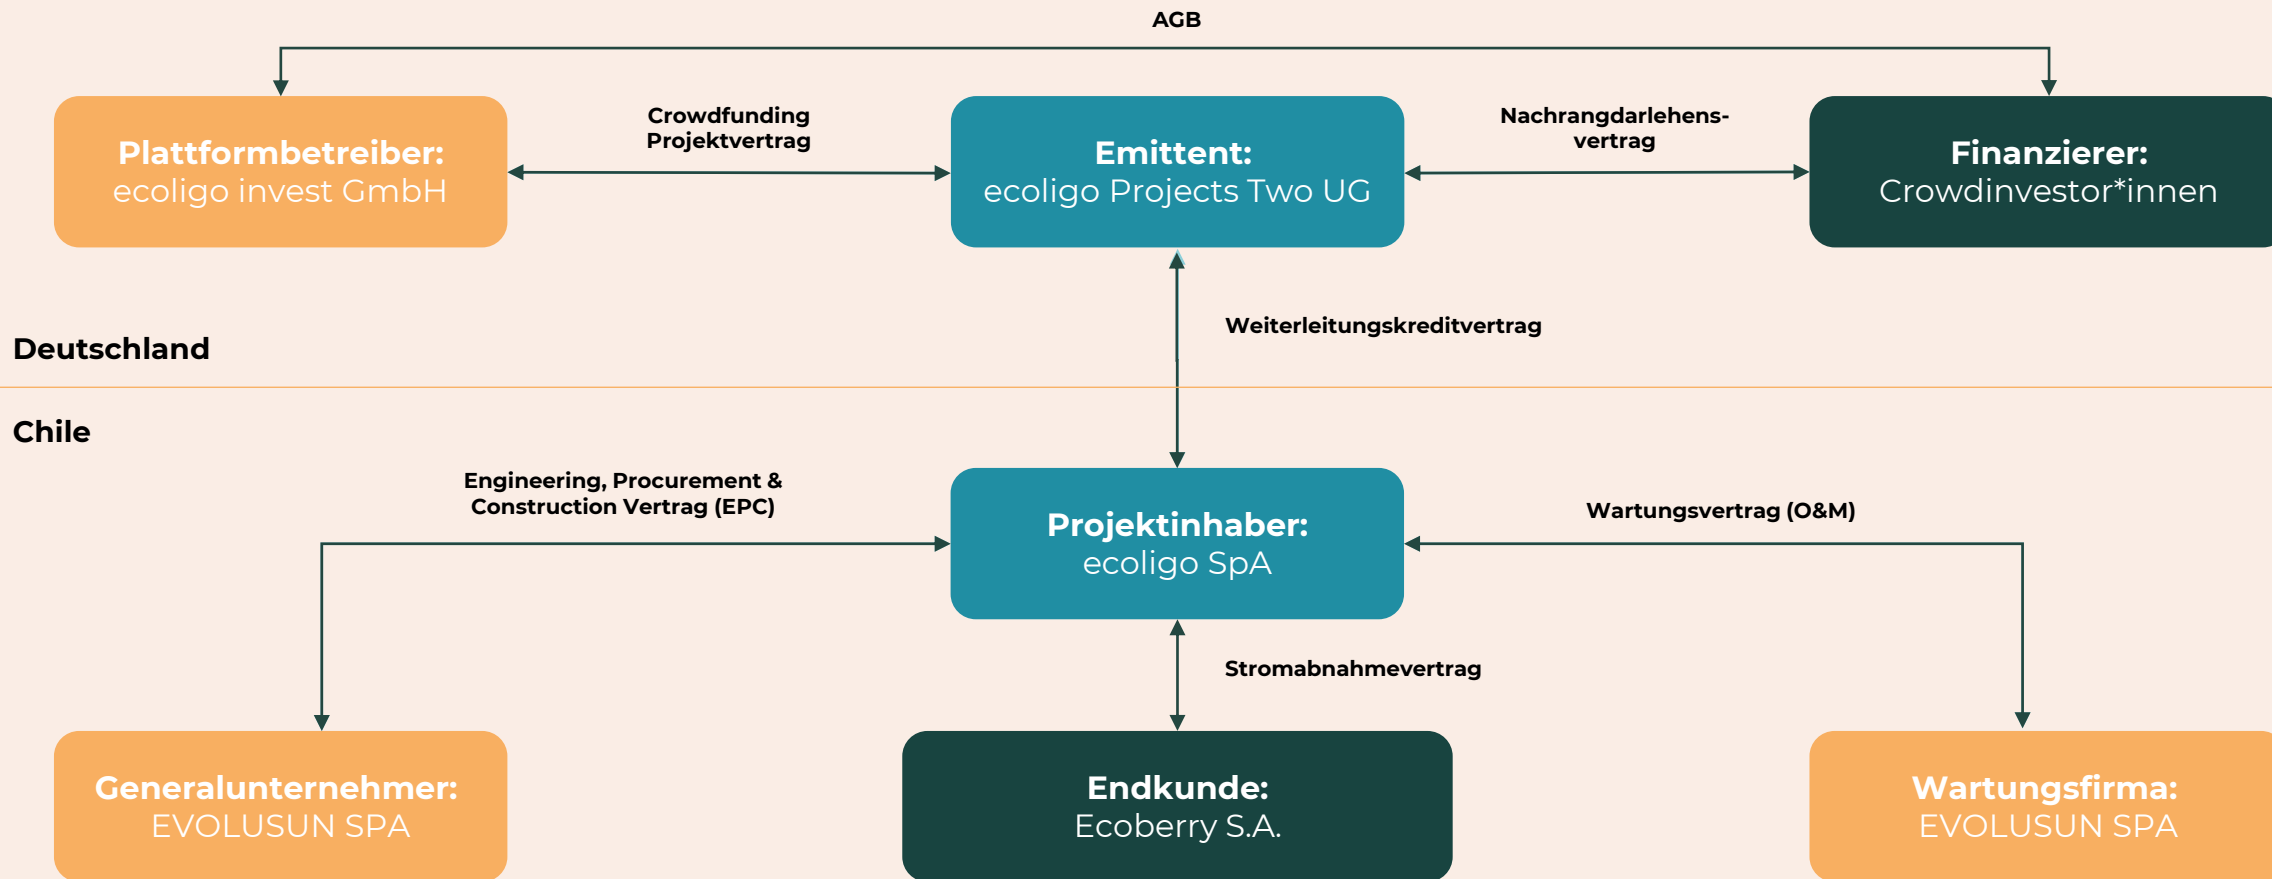 AGB
Plattformbetreiber:
ecoligo invest GmbH
Crowdfunding
Projektvertrag
Emittent:
ecoligo Projects Two UG
Nachrangdarlehens-
vertrag
Finanzierer:
Crowdinvestor*innen
Weiterleitungskreditvertrag
Deutschland
Chile
Engineering, Procurement &
Construction Vertrag (EPC)
Projektinhaber:
ecoligo SpA
Wartungsvertrag (O&M)
Stromabnahmevertrag
Generalunternehmer:
EVOLUSUN SPA
Endkunde:
Ecoberry S.A.
Wartungsfirma:
EVOLUSUN SPA